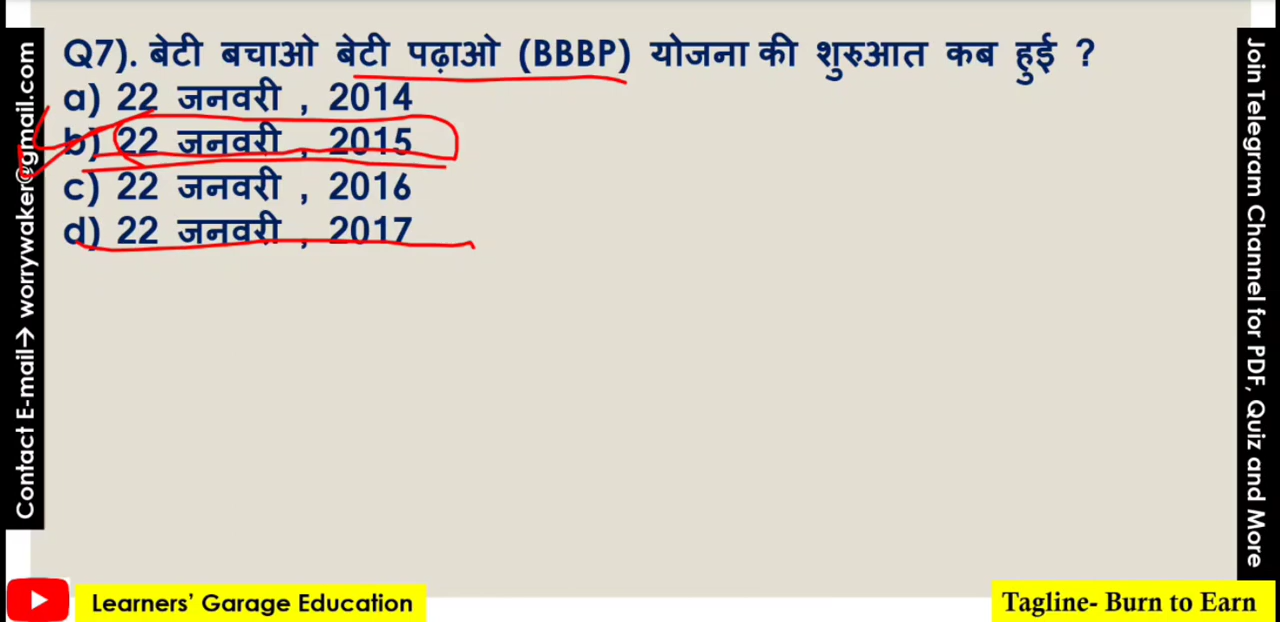 Q7). बेटी बचाओ बेटी पढ़ाओ (BBBP) योजना की शुरुआत कब हुई ?
a) 22 जनवरी , 2014
b) 22 जनवरी , 2015
c) 22 जनवरी , 2016
d) 22 जनवरी , 2017
Contact E-mail→ worrywaker@gmail.com
Join Telegram Channel for PDF, Quiz and More
Learners’ Garage Education
Tagline- Burn to Earn